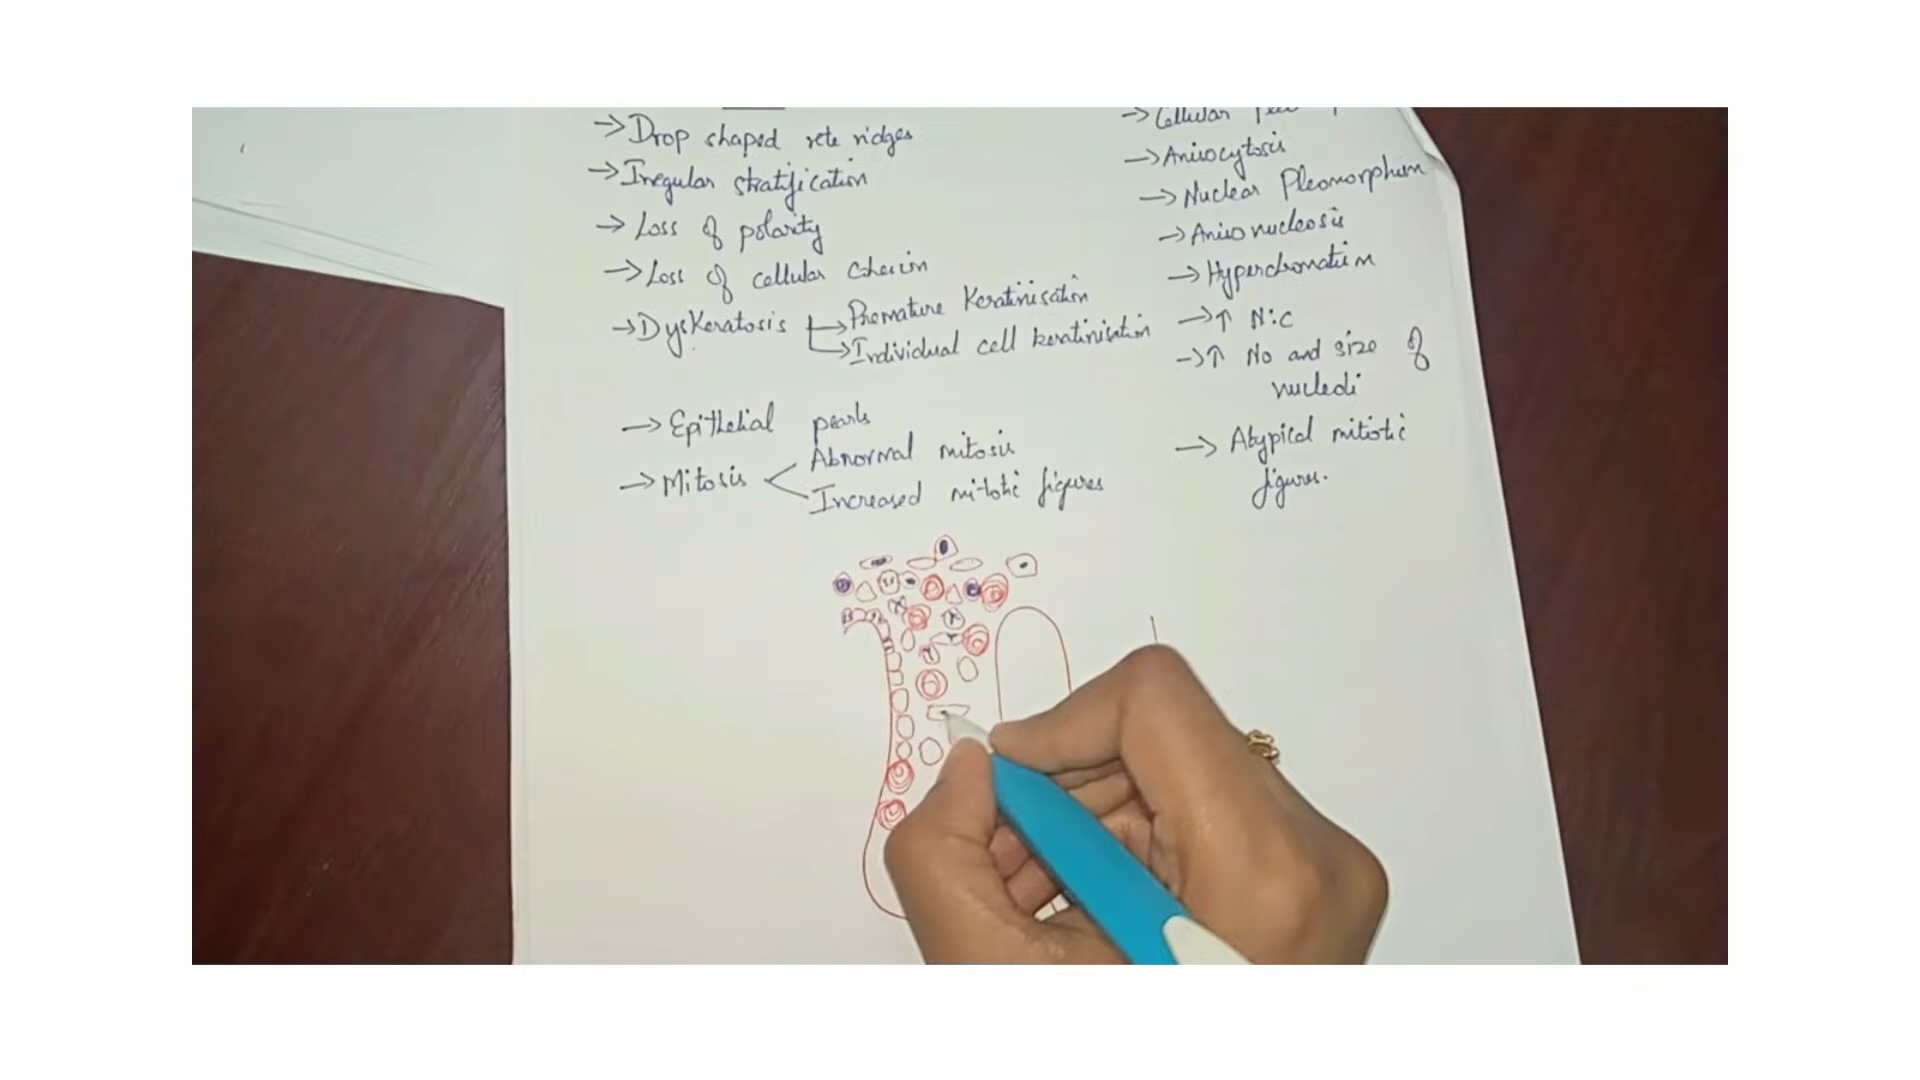 → Drop shaped rete ridges
→ Irregular stratification
→ Loss of polarity
→ Loss of cellular cohesion
→ Dyskeratosis → Premature Keratinisation
→ Individual cell keratinisation
→ Epithelial pearls
→ Mitosis < Abnormal mitosis
Increased mitotic figures
→ Cellular
→ Anisocytosis
→ Nuclear Pleomorphism
→ Anisonucleosis
→ Hyperchromatism
→ ↑ N:C
→ ↑ No and size of
nucleoli
→ Atypical mitotic
figures.